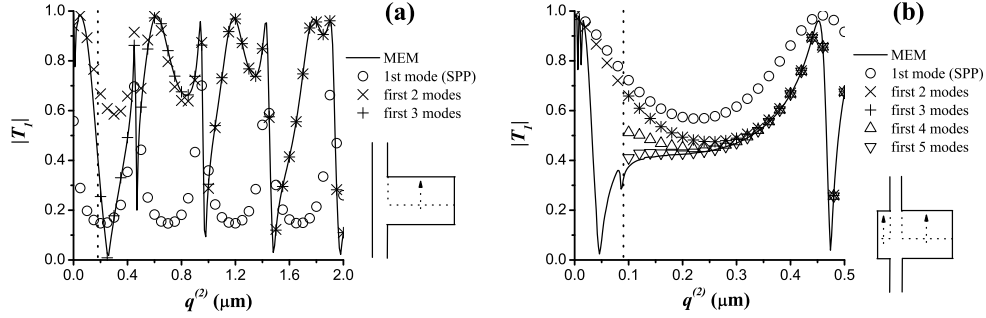 (a)
|T₁|
1.0
0.8
0.6
0.4
0.2
0.0
0.0 0.4 0.8 1.2 1.6 2.0
q⁽²⁾ (μm)
MEM
1st mode (SPP)
first 2 modes
first 3 modes
(b)
|T₁|
1.0
0.8
0.6
0.4
0.2
0.0
0.0 0.1 0.2 0.3 0.4 0.5
q⁽²⁾ (μm)
MEM
1st mode (SPP)
first 2 modes
first 3 modes
first 4 modes
first 5 modes